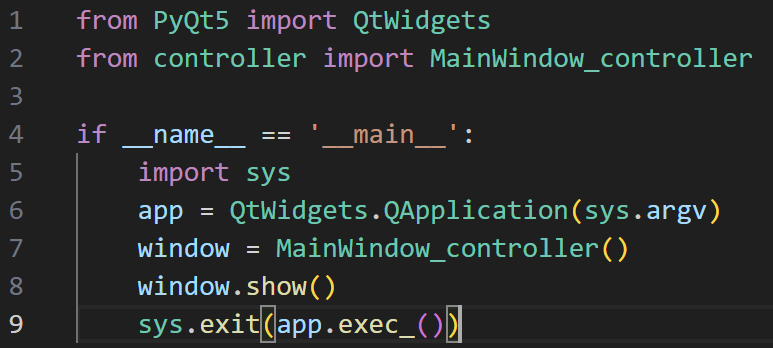 1 from PyQt5 import QtWidgets
2 from controller import MainWindow_controller
3
4 if __name__ == '__main__':
5     import sys
6     app = QtWidgets.QApplication(sys.argv)
7     window = MainWindow_controller()
8     window.show()
9     sys.exit(app.exec_())